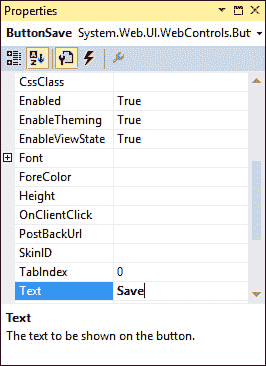 Properties
ButtonSave System.Web.UI.WebControls.But
CssClass
Enabled True
EnableTheming True
EnableViewState True
Font
ForeColor
Height
OnClientClick
PostBackUrl
SkinID
TabIndex 0
Text Save
Text
The text to be shown on the button.